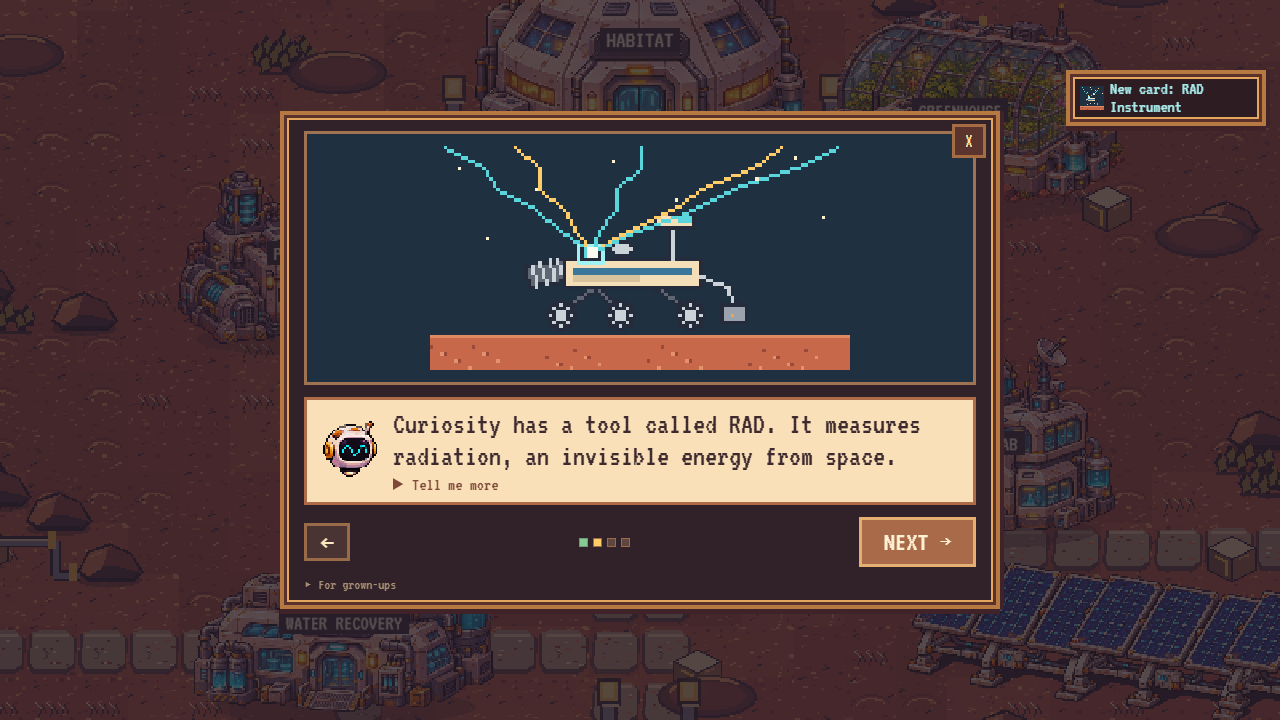 HABITAT
GREENHOUSE
New card: RAD
Instrument
X
Curiosity has a tool called RAD. It measures
radiation, an invisible energy from space.
▶ Tell me more
←
NEXT →
▸ For grown-ups
WATER RECOVERY